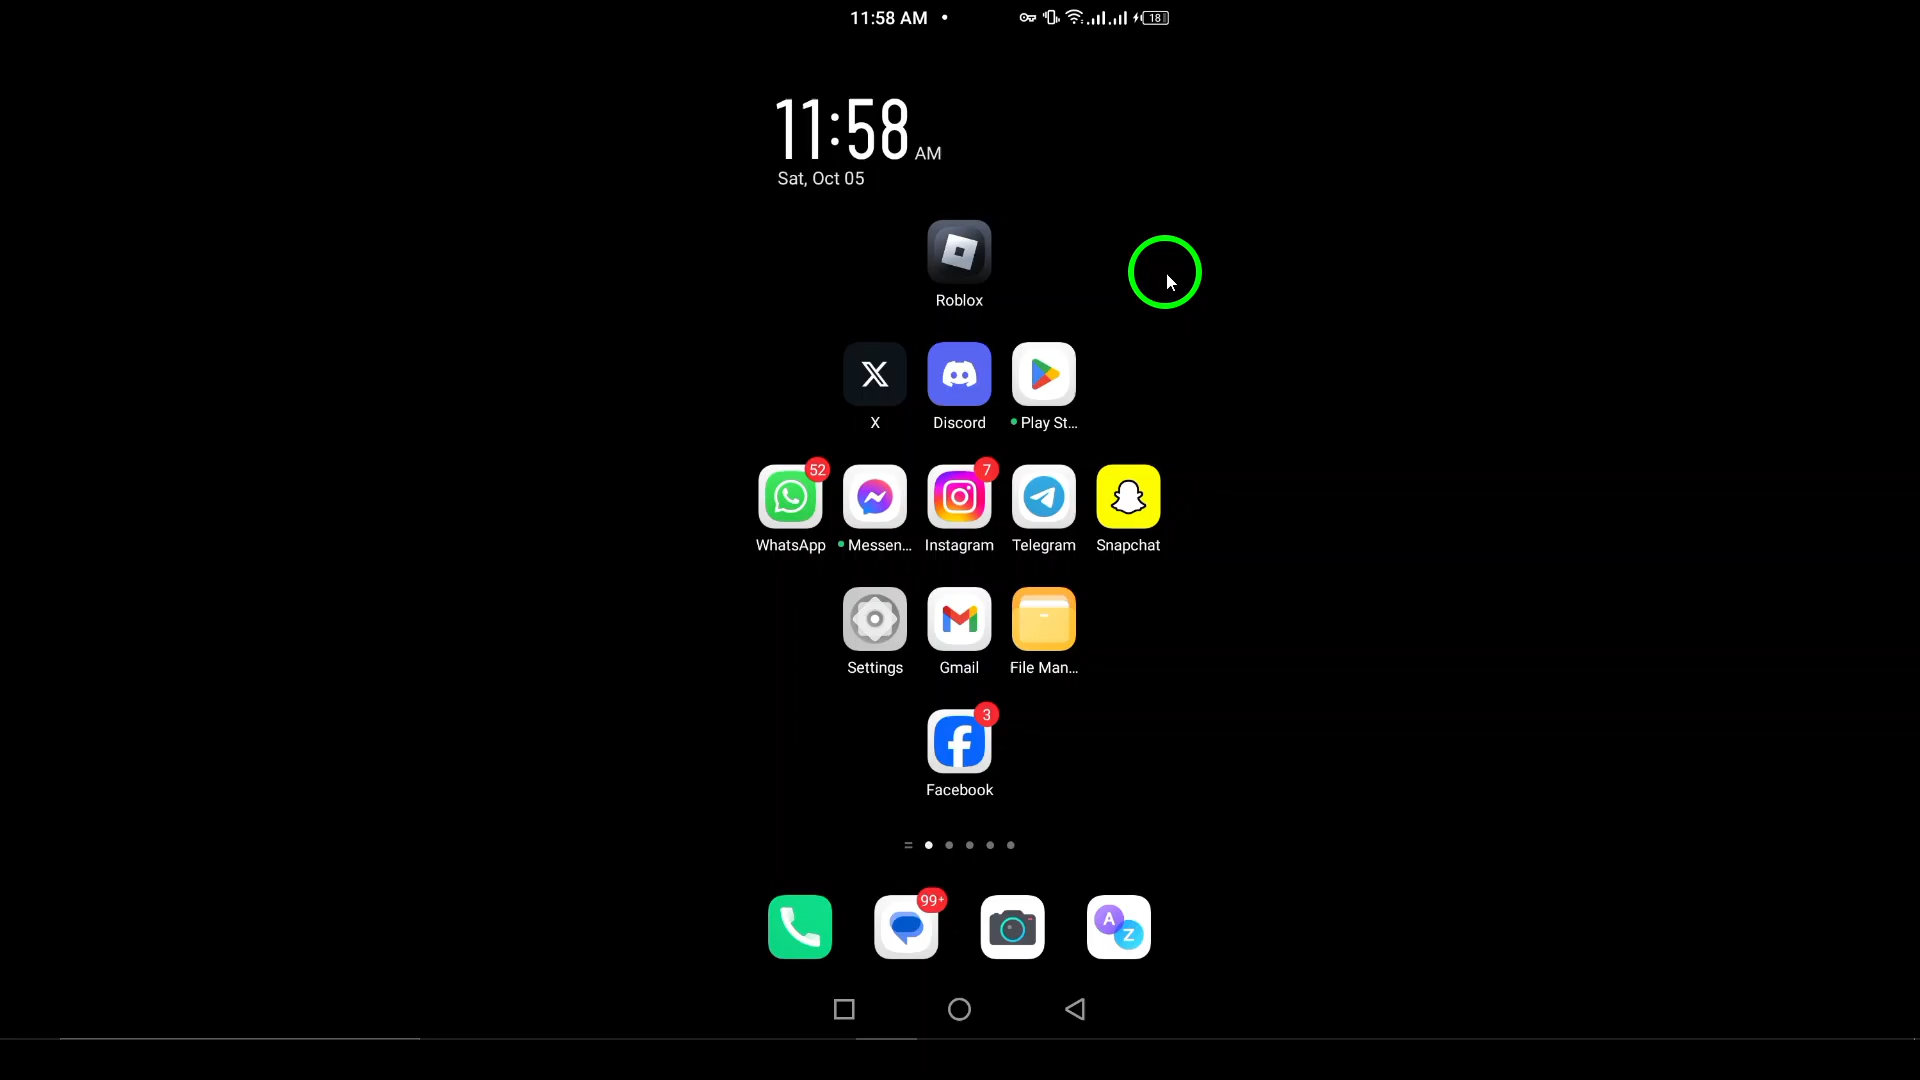 11:58 AM •
18
11:58 AM
Sat, Oct 05
Roblox
X
Discord
Play St...
52
7
WhatsApp
Messen...
Instagram
Telegram
Snapchat
Settings
Gmail
File Man...
3
Facebook
99+
A
Z